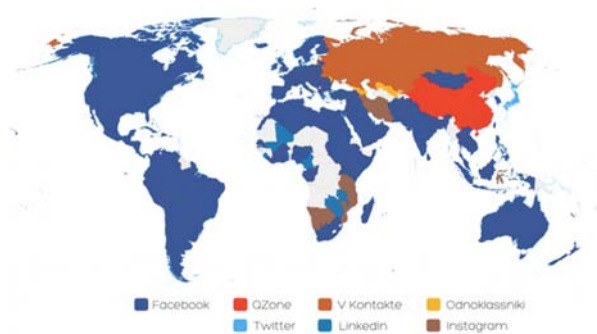 Facebook QZone V Kontakte Odnoklassniki
Twitter LinkedIn Instagram